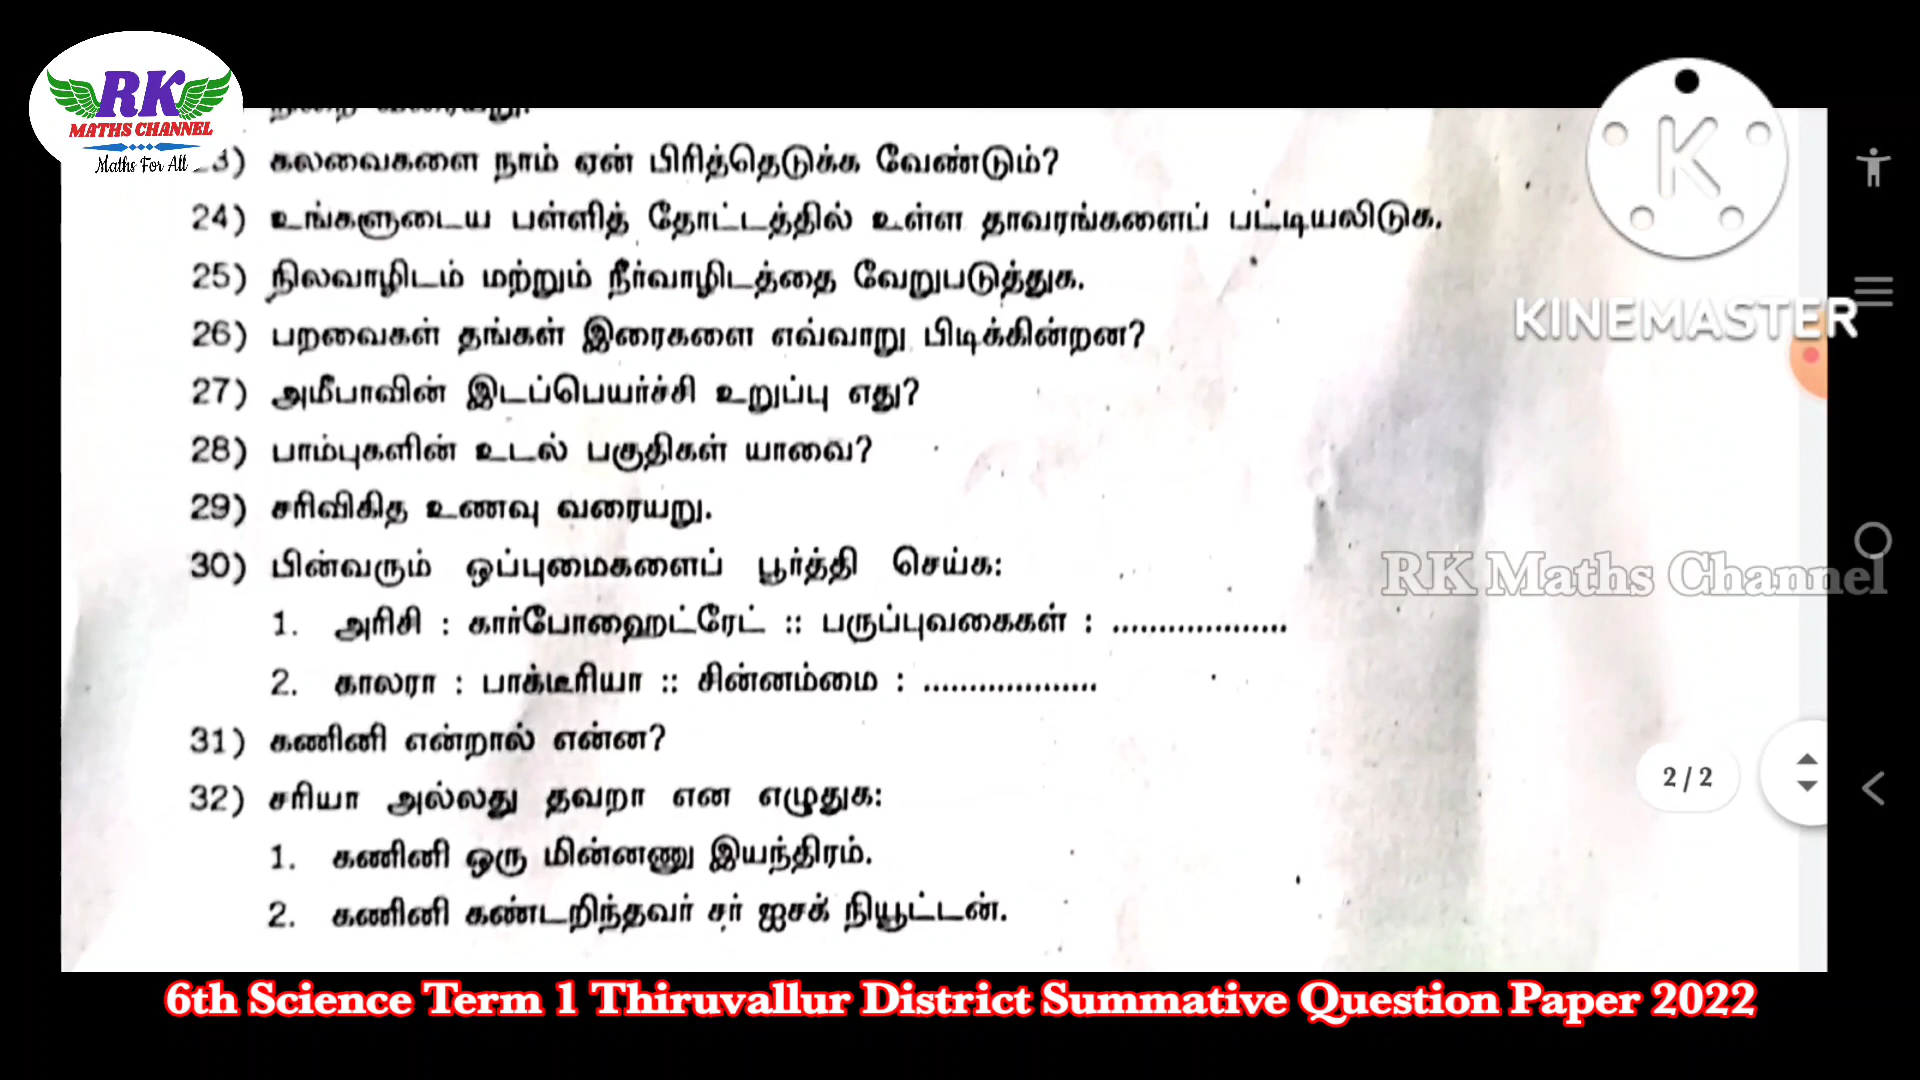 RK
MATHS CHANNEL
Maths For All
வரையறு.
3) கலவைகளை நாம் ஏன் பிரித்தெடுக்க வேண்டும்?
24) உங்களுடைய பள்ளித் தோட்டத்தில் உள்ள தாவரங்களைப் பட்டியலிடுக.
25) நிலவாழிடம் மற்றும் நீர்வாழிடத்தை வேறுபடுத்துக.
26) பறவைகள் தங்கள் இரைகளை எவ்வாறு பிடிக்கின்றன?
27) அமீபாவின் இடப்பெயர்ச்சி உறுப்பு எது?
28) பாம்புகளின் உடல் பகுதிகள் யாவை?
29) சரிவிகித உணவு வரையறு.
30) பின்வரும் ஒப்புமைகளைப் பூர்த்தி செய்க:
1. அரிசி : கார்போஹைட்ரேட் :: பருப்புவகைகள் : ...................
2. காலரா : பாக்டீரியா :: சின்னம்மை : ...................
31) கணினி என்றால் என்ன?
32) சரியா அல்லது தவறா என எழுதுக:
1. கணினி ஒரு மின்னணு இயந்திரம்.
2. கணினி கண்டறிந்தவர் சர் ஐசக் நியூட்டன்.
K
KINEMASTER
RK Maths Channel
2 / 2
6th Science Term 1 Thiruvallur District Summative Question Paper 2022